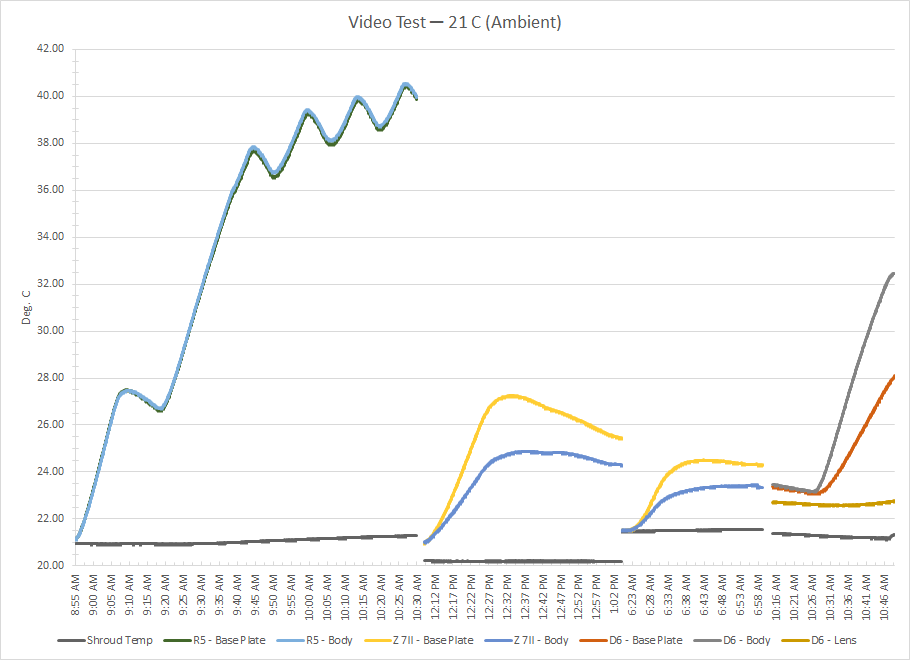 Video Test — 21 C (Ambient)
42.00
40.00
38.00
36.00
34.00
32.00
30.00
28.00
26.00
24.00
22.00
20.00
Deg. C
8:55 AM
9:00 AM
9:05 AM
9:10 AM
9:15 AM
9:20 AM
9:25 AM
9:30 AM
9:35 AM
9:40 AM
9:45 AM
9:50 AM
9:55 AM
10:00 AM
10:05 AM
10:10 AM
10:15 AM
10:20 AM
10:25 AM
10:30 AM
12:12 PM
12:17 PM
12:22 PM
12:27 PM
12:32 PM
12:37 PM
12:42 PM
12:47 PM
12:52 PM
12:57 PM
1:02 PM
6:23 AM
6:28 AM
6:33 AM
6:38 AM
6:43 AM
6:48 AM
6:53 AM
6:58 AM
10:16 AM
10:21 AM
10:26 AM
10:31 AM
10:36 AM
10:41 AM
10:46 AM
Shroud Temp R5 - Base Plate R5 - Body Z 7II - Base Plate Z 7II - Body D6 - Base Plate D6 - Body D6 - Lens